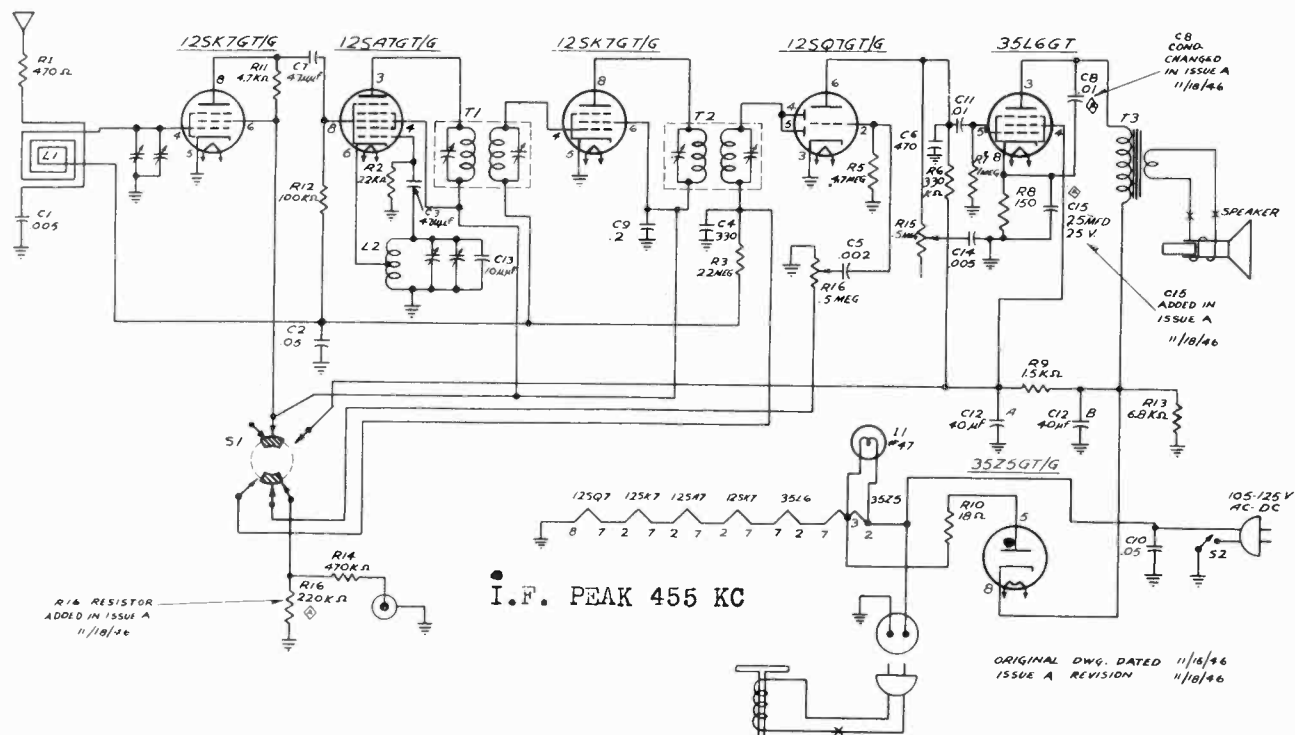 12SK7GT/G
12SA7GT/G
12SK7GT/G
12SQ7GT/G
35L6GT
C8
COND.
CHANGED
IN ISSUE A
11/18/46
R1
470Ω
R11
4.7KΩ
C7
47μμF
8
4
6
5
3
8
4
6
T1
8
4
6
5
T2
6
4
5
2
3
C6
470
C11
.01
3
5
4
8
C8
.01
A
T3
L1
R12
100KΩ
R2
22KΩ
C3
47μμF
R5
4.7MEG
R6
330
KΩ
R7
1MEG
R8
150
A
C15
25MFD
25 V.
SPEAKER
C1
.005
L2
C13
10μμF
C9
.2
C4
.330
R3
2.2MEG
C5
.002
R16
.5 MEG
R15
.5MEG
C14
.005
C15
ADDED IN
ISSUE A
11/18/46
C2
.05
R9
1.5KΩ
C12 A
40μF
C12 B
40μF
R13
6.8KΩ
S1
I1
#47
35Z5GT/G
12SQ7 12SK7 12SA7 12SK7 35L6 35Z5
8 7 2 7 2 7 2 7 7 2 7 3 2
R10
18Ω
5
8
105-125V
AC-DC
C10
.05
S2
R14
470KΩ
R16
220KΩ
A
R16 RESISTOR
ADDED IN ISSUE A
11/18/46
I.F. PEAK 455 KC
ORIGINAL DWG. DATED 11/15/46
ISSUE A REVISION 11/18/46